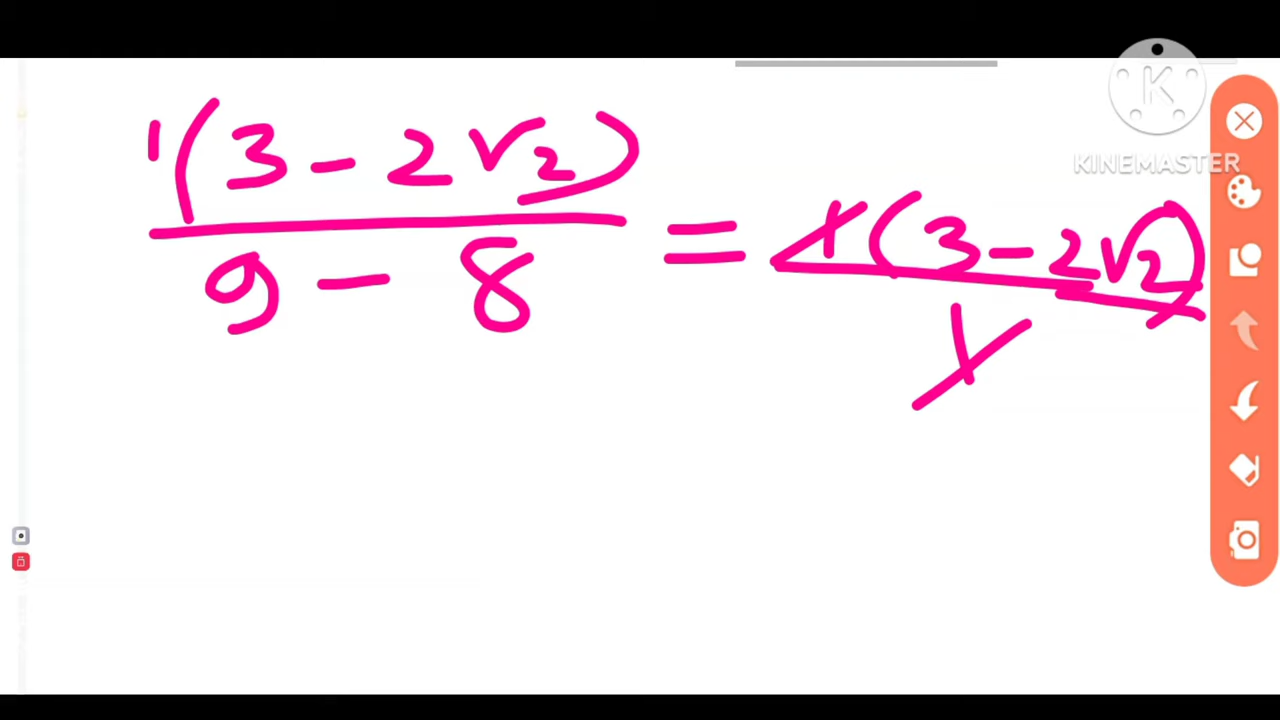 1(3-2√2)
9-8
=
1(3-2√2)
1
K
KINEMASTER